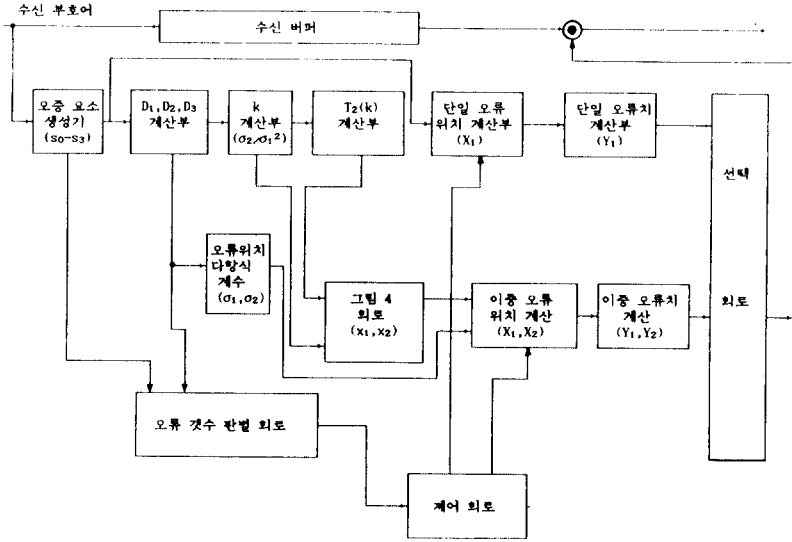 수신 부호어
수신 버퍼
오중 요소
생성기
(s₀-s₃)
D₁,D₂,D₃
계산부
k
계산부
(σ₂/σ₁²)
T₂(k)
계산부
단일 오류
위치 계산부
(X₁)
단일 오류치
계산부
(Y₁)
선택
회로
오류위치
다항식
계수
(σ₁,σ₂)
그림 4
회로
(x₁,x₂)
이중 오류
위치 계산
(X₁,X₂)
이중 오류치
계산
(Y₁,Y₂)
오류 갯수 판별 회로
제어 회로